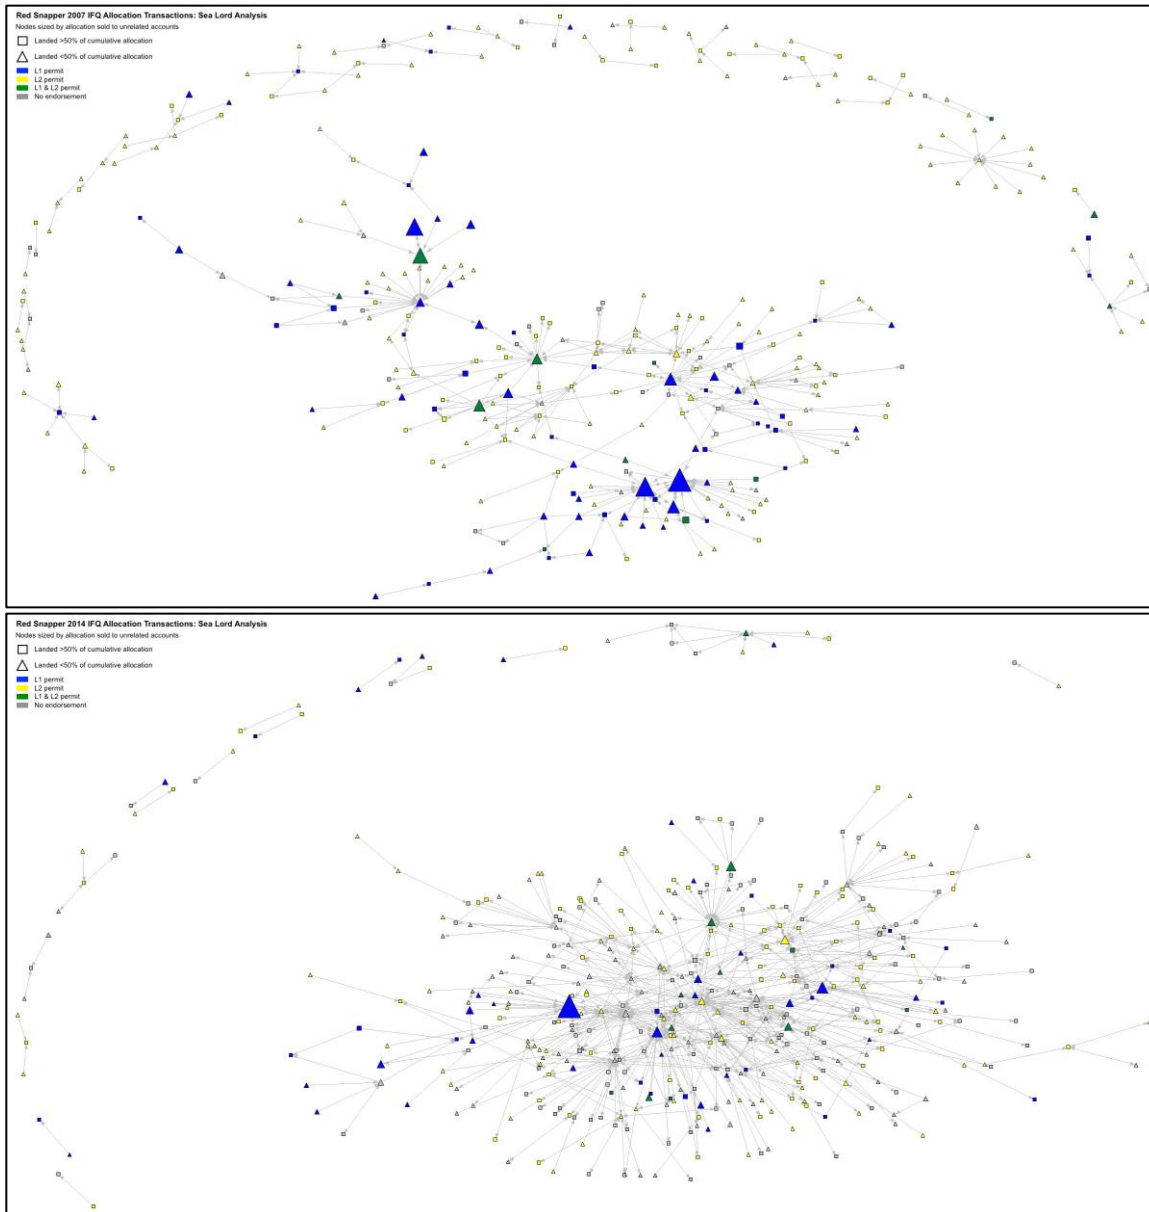 Red Snapper 2007 IFQ Allocation Transactions: Sea Lord Analysis
Nodes sized by allocation sold to unrelated accounts
Landed >50% of cumulative allocation
Landed <50% of cumulative allocation
L1 permit
L2 permit
L1 & L2 permit
No endorsement
Red Snapper 2014 IFQ Allocation Transactions: Sea Lord Analysis
Nodes sized by allocation sold to unrelated accounts
Landed >50% of cumulative allocation
Landed <50% of cumulative allocation
L1 permit
L2 permit
L1 & L2 permit
No endorsement